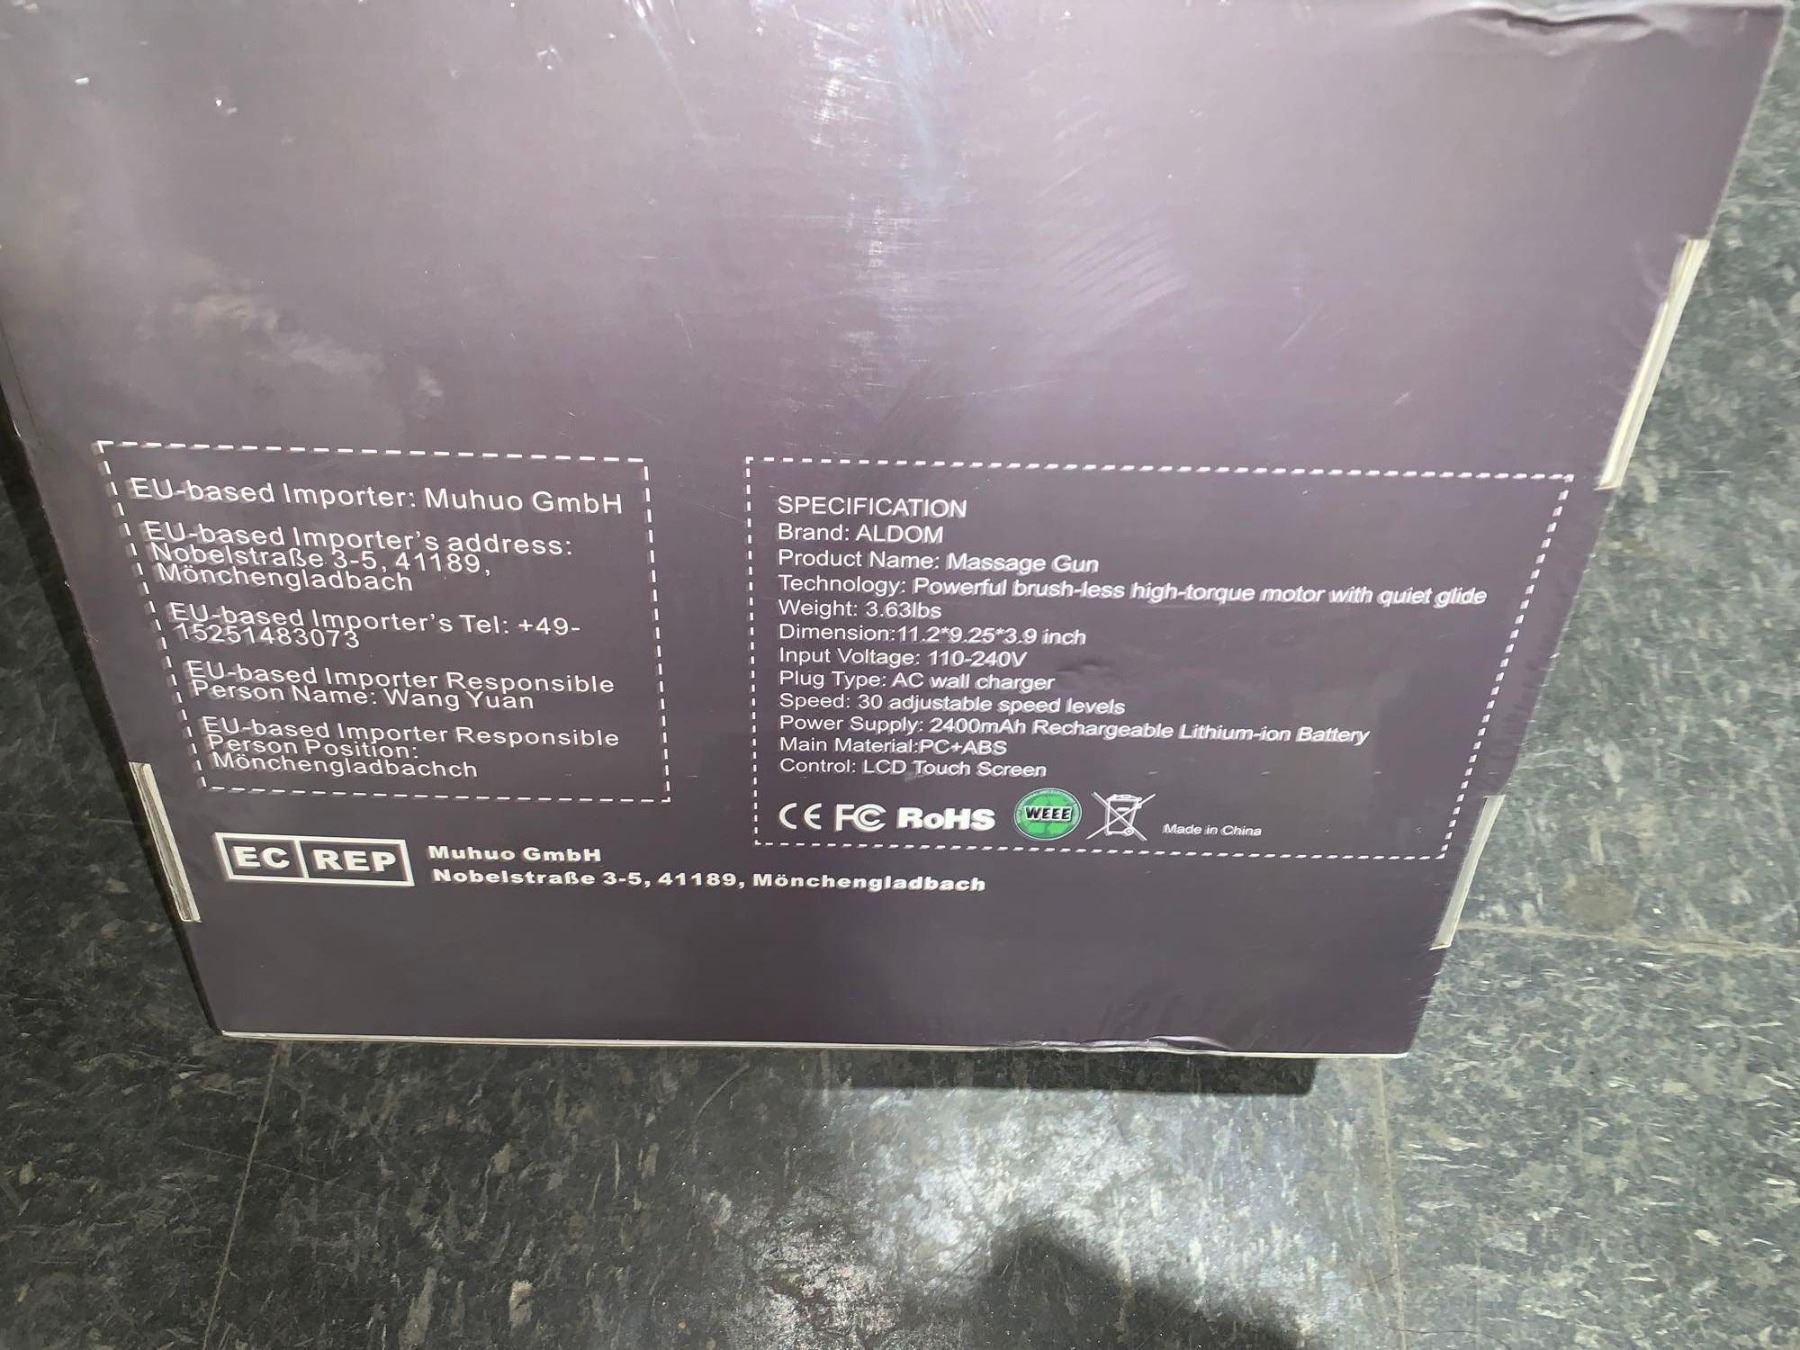 EU-based Importer: Muhuo GmbH
EU-based Importer's address:
Nobelstraße 3-5, 41189,
Mönchengladbach
EU-based Importer's Tel: +49-
15251483073
EU-based Importer Responsible
Person Name: Wang Yuan
EU-based Importer Responsible
Person Position:
Mönchengladbachch
EC REP
Muhuo GmbH
Nobelstraße 3-5, 41189, Mönchengladbach
SPECIFICATION
Brand: ALDOM
Product Name: Massage Gun
Technology: Powerful brush-less high-torque motor with quiet glide
Weight: 3.63lbs
Dimension:11.2*9.25*3.9 inch
Input Voltage: 110-240V
Plug Type: AC wall charger
Speed: 30 adjustable speed levels
Power Supply: 2400mAh Rechargeable Lithium-ion Battery
Main Material:PC+ABS
Control: LCD Touch Screen
CE FC RoHS WEEE Made in China